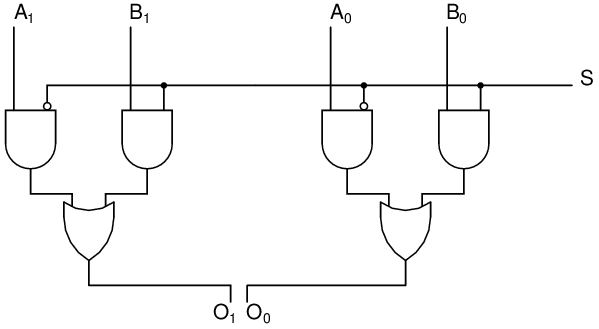 A₁ B₁ A₀ B₀
S
O₁ O₀